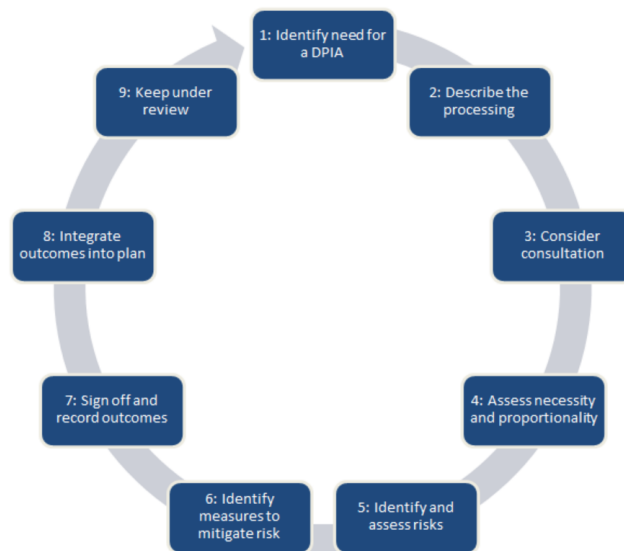 1: Identify need for
a DPIA
2: Describe the
processing
3: Consider
consultation
4: Assess necessity
and proportionality
5: Identify and
assess risks
6: Identify
measures to
mitigate risk
7: Sign off and
record outcomes
8: Integrate
outcomes into plan
9: Keep under
review